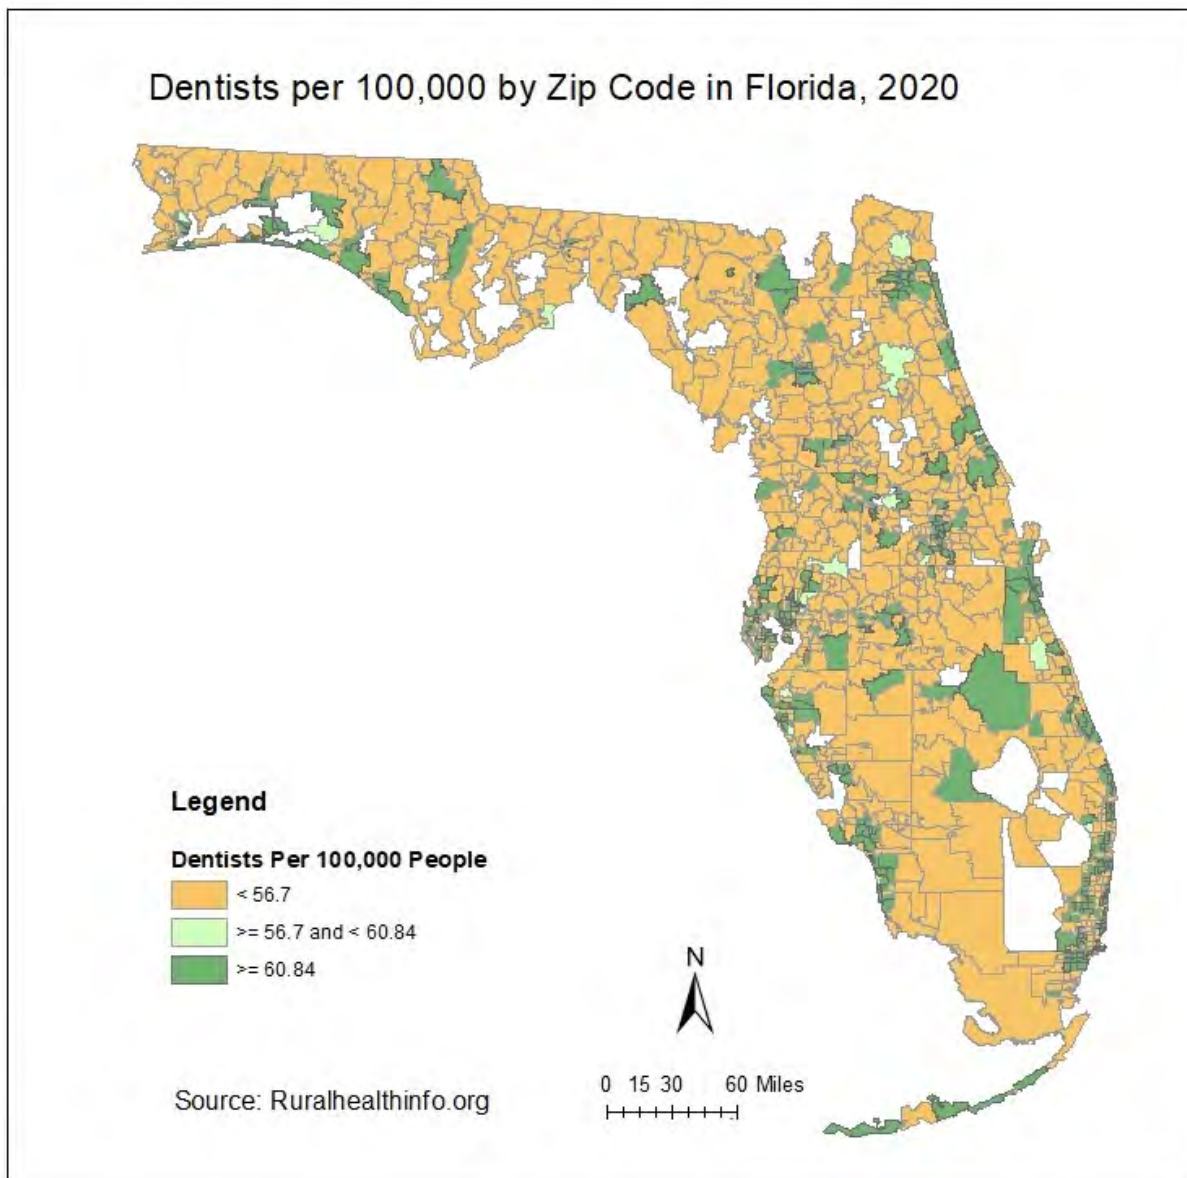 Dentists per 100,000 by Zip Code in Florida, 2020
Legend
Dentists Per 100,000 People
< 56.7
>= 56.7 and < 60.84
>= 60.84
N
0 15 30 60 Miles
Source: Ruralhealthinfo.org